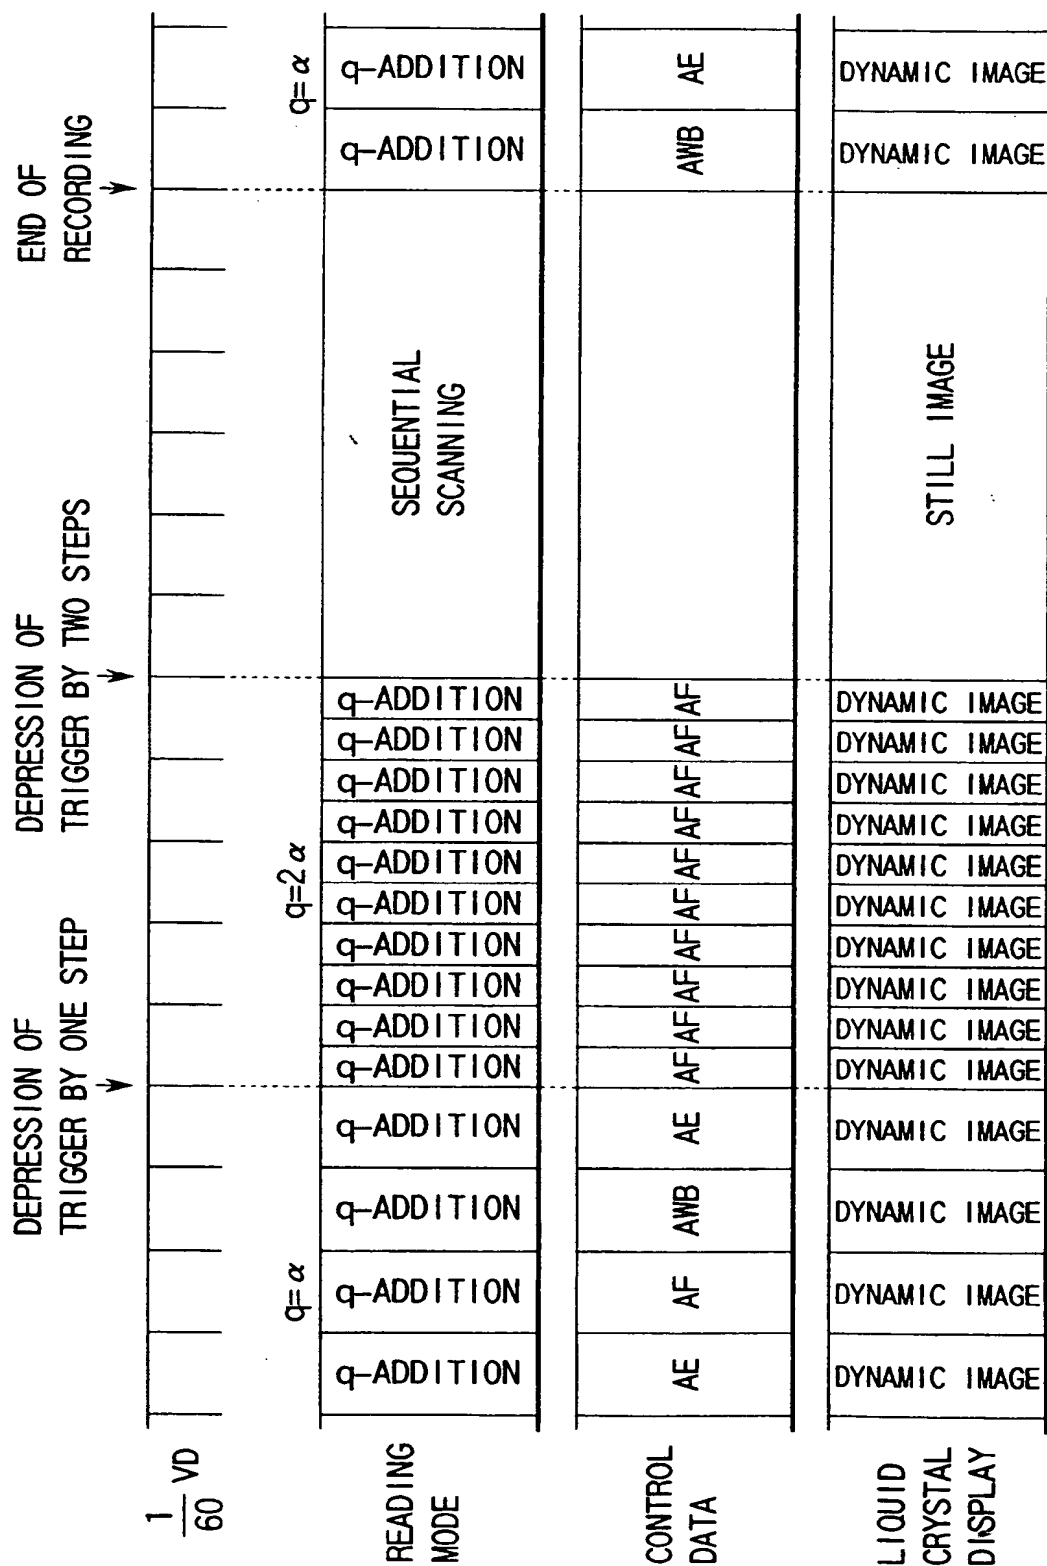 END OF
RECORDING
DEPRESSION OF
TRIGGER BY TWO STEPS
DEPRESSION OF
TRIGGER BY ONE STEP
1
60
VD
q=α
q=2α
q=α
READING
MODE
q-ADDITION
q-ADDITION
q-ADDITION
q-ADDITION
q-ADDITION
q-ADDITION
q-ADDITION
q-ADDITION
q-ADDITION
q-ADDITION
q-ADDITION
q-ADDITION
q-ADDITION
q-ADDITION
SEQUENTIAL
SCANNING
q-ADDITION
q-ADDITION
CONTROL
DATA
AE
AF
AWB
AE
AF
AF
AF
AF
AF
AF
AF
AF
AF
AF
AWB
AE
LIQUID
CRYSTAL
DISPLAY
DYNAMIC IMAGE
DYNAMIC IMAGE
DYNAMIC IMAGE
DYNAMIC IMAGE
DYNAMIC IMAGE
DYNAMIC IMAGE
DYNAMIC IMAGE
DYNAMIC IMAGE
DYNAMIC IMAGE
DYNAMIC IMAGE
DYNAMIC IMAGE
DYNAMIC IMAGE
DYNAMIC IMAGE
DYNAMIC IMAGE
STILL IMAGE
DYNAMIC IMAGE
DYNAMIC IMAGE